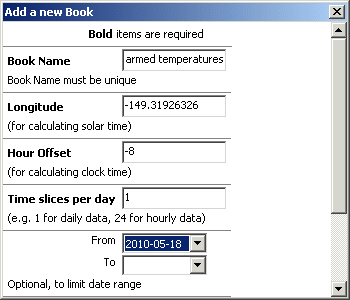 Add a new Book
Bold items are required
Book Name armed temperatures
Book Name must be unique
Longitude -149.31926326
(for calculating solar time)
Hour Offset -8
(for calculating clock time)
Time slices per day 1
(e.g. 1 for daily data, 24 for hourly data)
From 2010-05-18
To
Optional, to limit date range